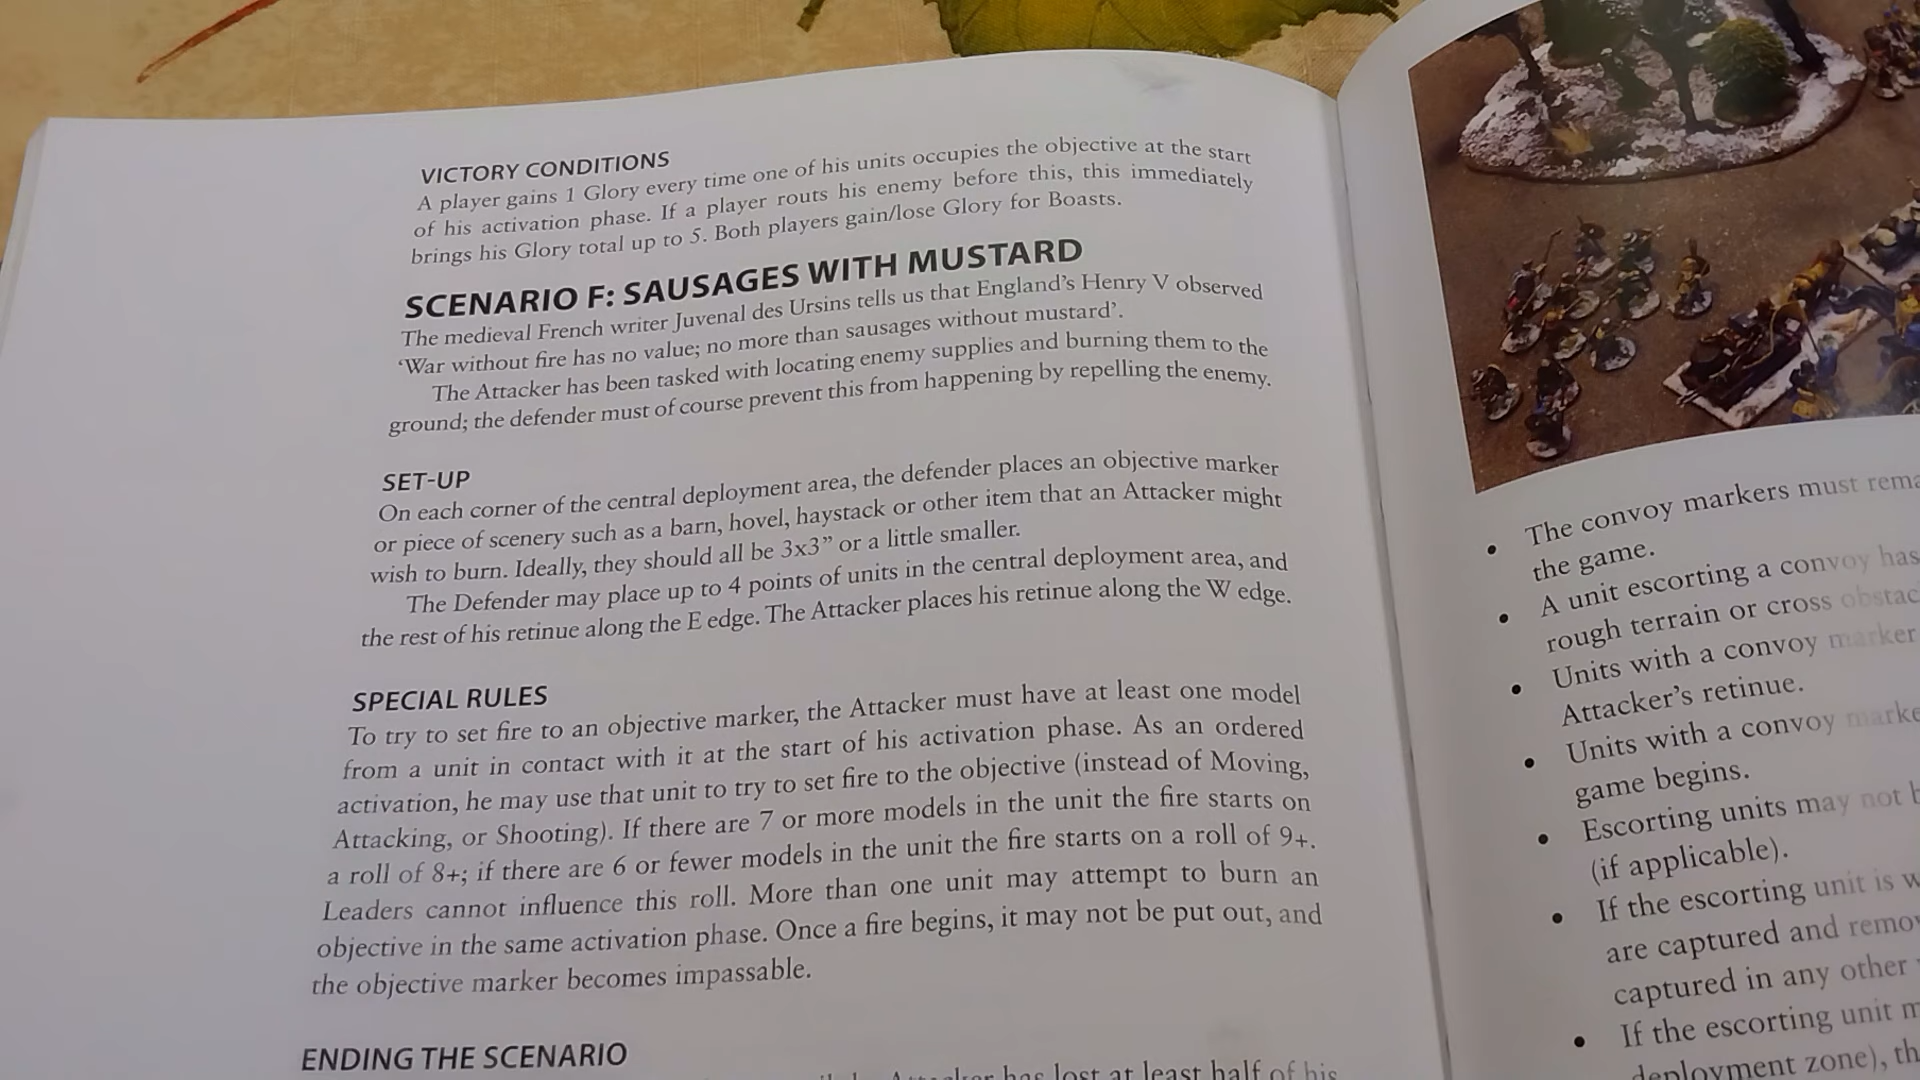 VICTORY CONDITIONS
A player gains 1 Glory every time one of his units occupies the objective at the start
of his activation phase. If a player routs his enemy before this, this immediately
brings his Glory total up to 5. Both players gain/lose Glory for Boasts.
SCENARIO F: SAUSAGES WITH MUSTARD
The medieval French writer Juvenal des Ursins tells us that England's Henry V observed
'War without fire has no value; no more than sausages without mustard'.
The Attacker has been tasked with locating enemy supplies and burning them to the
ground; the defender must of course prevent this from happening by repelling the enemy.
SET-UP
On each corner of the central deployment area, the defender places an objective marker
or piece of scenery such as a barn, hovel, haystack or other item that an Attacker might
wish to burn. Ideally, they should all be 3x3” or a little smaller.
The Defender may place up to 4 points of units in the central deployment area, and
the rest of his retinue along the E edge. The Attacker places his retinue along the W edge.
SPECIAL RULES
To try to set fire to an objective marker, the Attacker must have at least one model
from a unit in contact with it at the start of his activation phase. As an ordered
activation, he may use that unit to try to set fire to the objective (instead of Moving,
Attacking, or Shooting). If there are 7 or more models in the unit the fire starts on
a roll of 8+; if there are 6 or fewer models in the unit the fire starts on a roll of 9+.
Leaders cannot influence this roll. More than one unit may attempt to burn an
objective in the same activation phase. Once a fire begins, it may not be put out, and
the objective marker becomes impassable.
ENDING THE SCENARIO
has lost at least half of his
• The convoy markers must
the game.
• A unit escorting a convoy has
rough terrain or cross
• Units with a convoy marker
Attacker's retinue.
• Units with a convoy
game begins.
• Escorting units may not
(if applicable).
• If the escorting unit is
are captured and
captured in any other
• If the escorting unit
deployment zone),